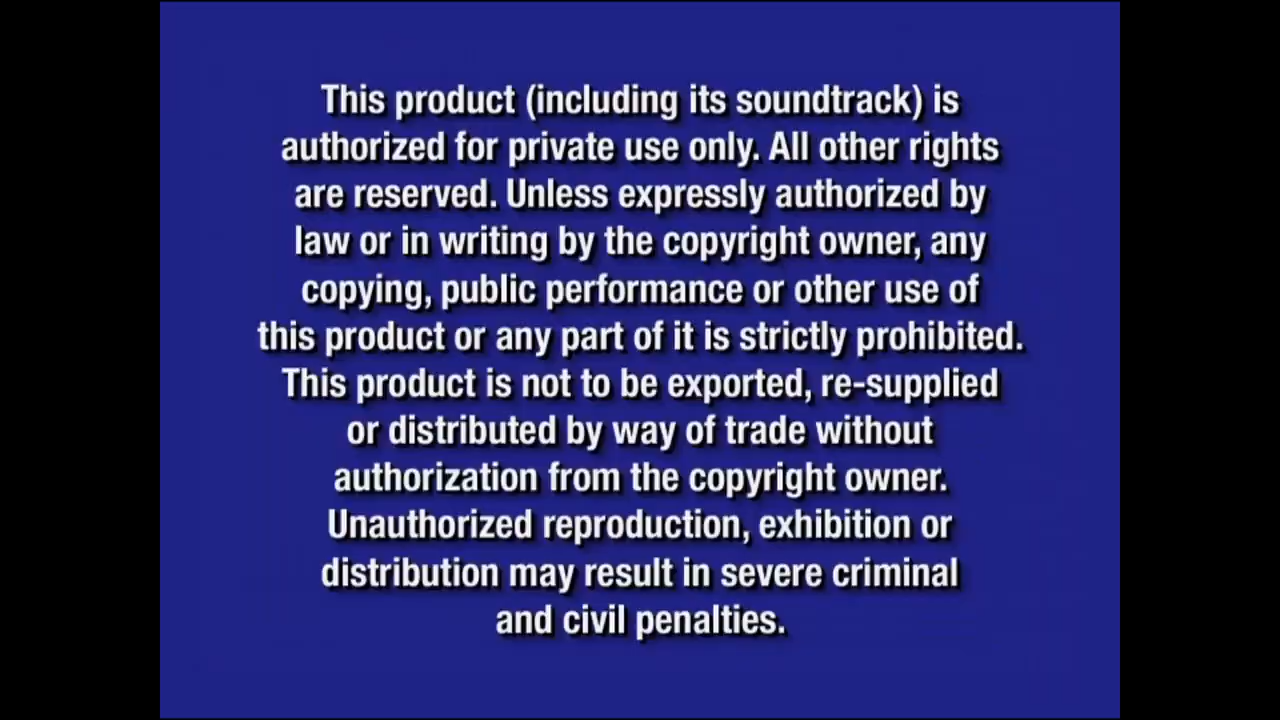 This product (including its soundtrack) is
authorized for private use only. All other rights
are reserved. Unless expressly authorized by
law or in writing by the copyright owner, any
copying, public performance or other use of
this product or any part of it is strictly prohibited.
This product is not to be exported, re-supplied
or distributed by way of trade without
authorization from the copyright owner.
Unauthorized reproduction, exhibition or
distribution may result in severe criminal
and civil penalties.